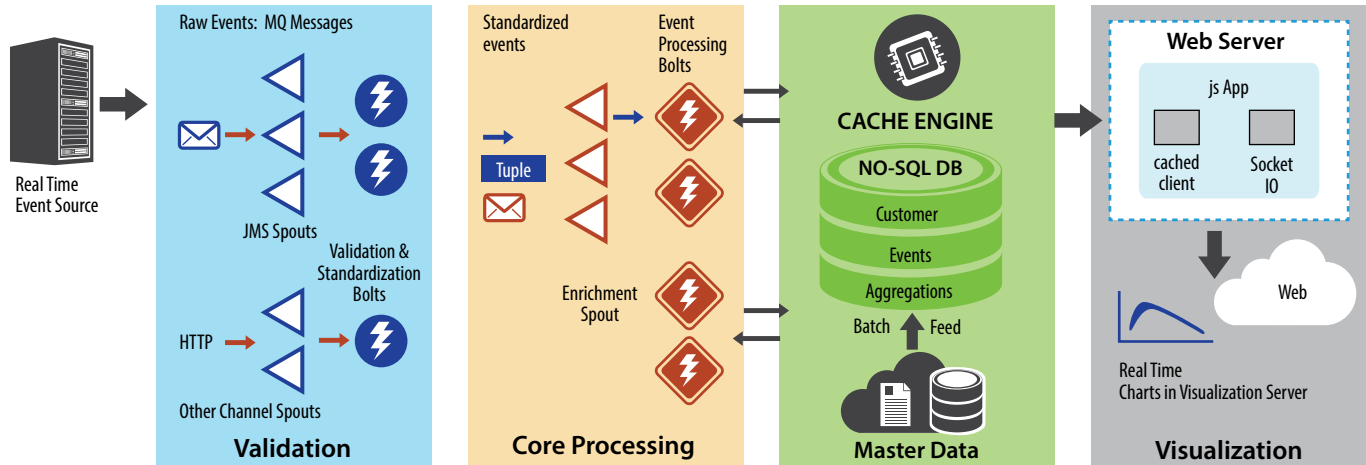 Real Time
Event Source
Raw Events: MQ Messages
JMS Spouts
Validation &
Standardization
Bolts
HTTP
Other Channel Spouts
Validation
Standardized
events
Event
Processing
Bolts
Tuple
Enrichment
Spout
Core Processing
CACHE ENGINE
NO-SQL DB
Customer
Events
Aggregations
Batch Feed
Master Data
Web Server
js App
cached
client
Socket
IO
Web
Real Time
Charts in Visualization Server
Visualization